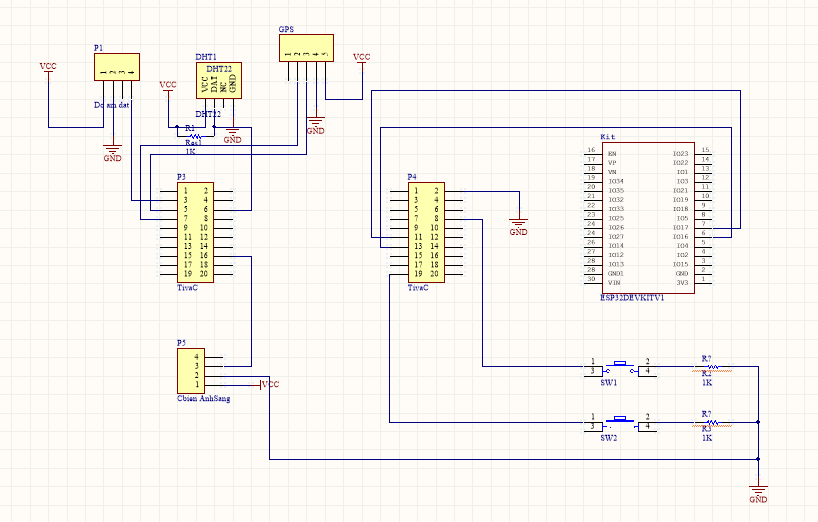 GPS
1 2 3 4 5
VCC
P1
1 2 3 4
VCC
Do am dat
GND
DHT1
DHT22
VCC DAT NC GND
DHT22
VCC
R1
Res1
1K
GND
GND
P3
1 2
3 4
5 6
7 8
9 10
11 12
13 14
15 16
17 18
19 20
TivaC
P4
1 2
3 4
5 6
7 8
9 10
11 12
13 14
15 16
17 18
19 20
TivaC
GND
Kit
16 EN IO23 15
17 VP IO22 14
18 VN IO1 13
19 IO34 IO3 12
20 IO35 IO21 11
21 IO32 IO19 10
22 IO33 IO18 9
23 IO25 IO5 8
24 IO26 IO17 7
24 IO27 IO16 6
26 IO14 IO4 5
27 IO12 IO2 4
28 IO13 IO15 3
28 GND1 GND 2
30 VIN 3V3 1
ESP32DEVKITV1
P5
4
3
2
1
VCC
Cbien AnhSang
1 2
3 4
SW1
R?
R2
1K
1 2
3 4
SW2
R?
R3
1K
GND